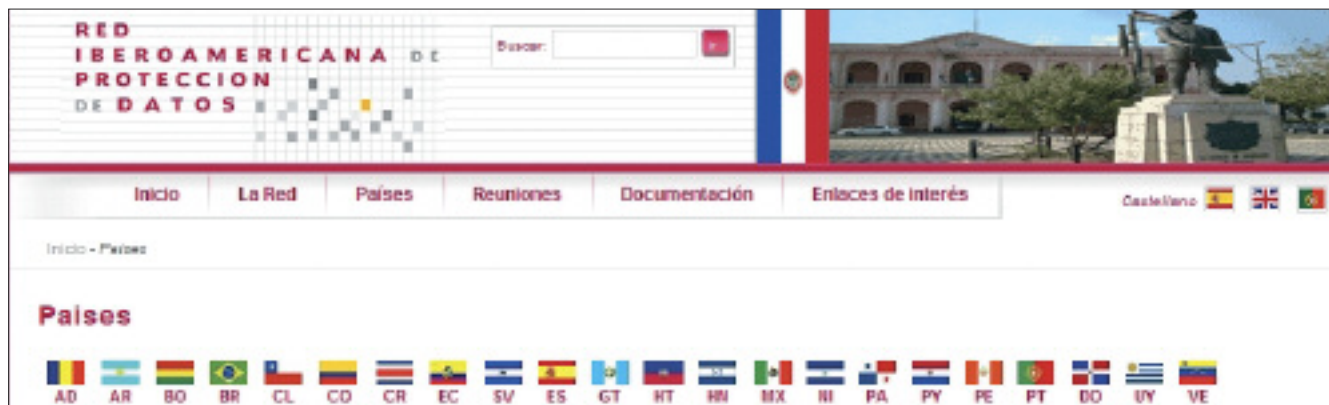 RED
IBEROAMERICANA DE
PROTECCION
DE DATOS
Buscar:
Inicio La Red Países Reuniones Documentación Enlaces de interés Castellano
Inicio - Países
Países
AD AR BO BR CL CO CR EC SV ES GT HT HN MX NI PA PY PE PT DO UY VE